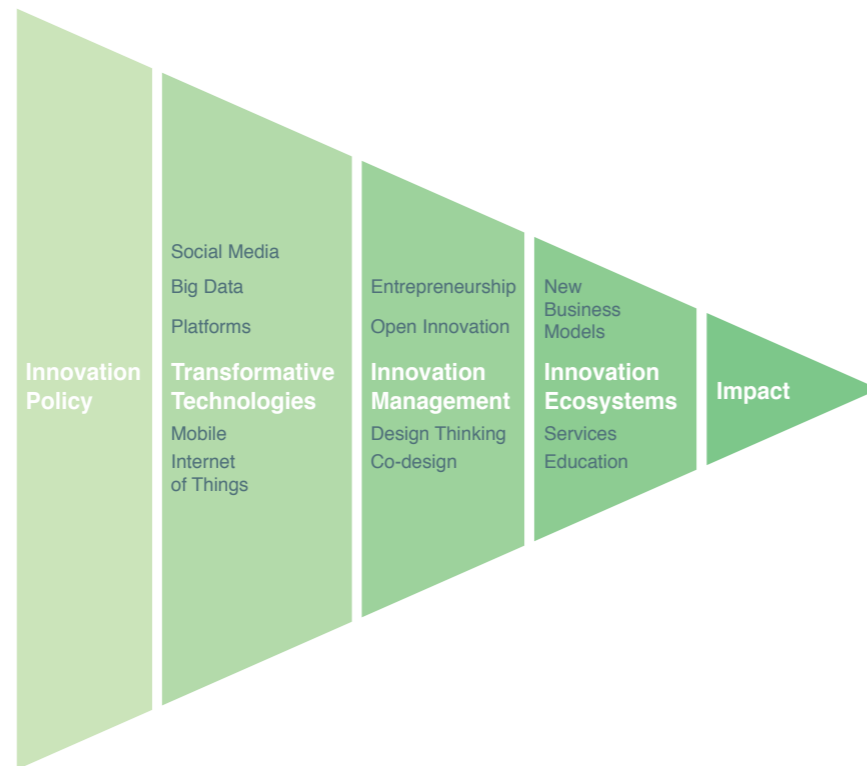 Innovation
Policy
Social Media
Big Data
Platforms
Transformative
Technologies
Mobile
Internet
of Things
Entrepreneurship
Open Innovation
Innovation
Management
Design Thinking
Co-design
New
Business
Models
Innovation
Ecosystems
Services
Education
Impact